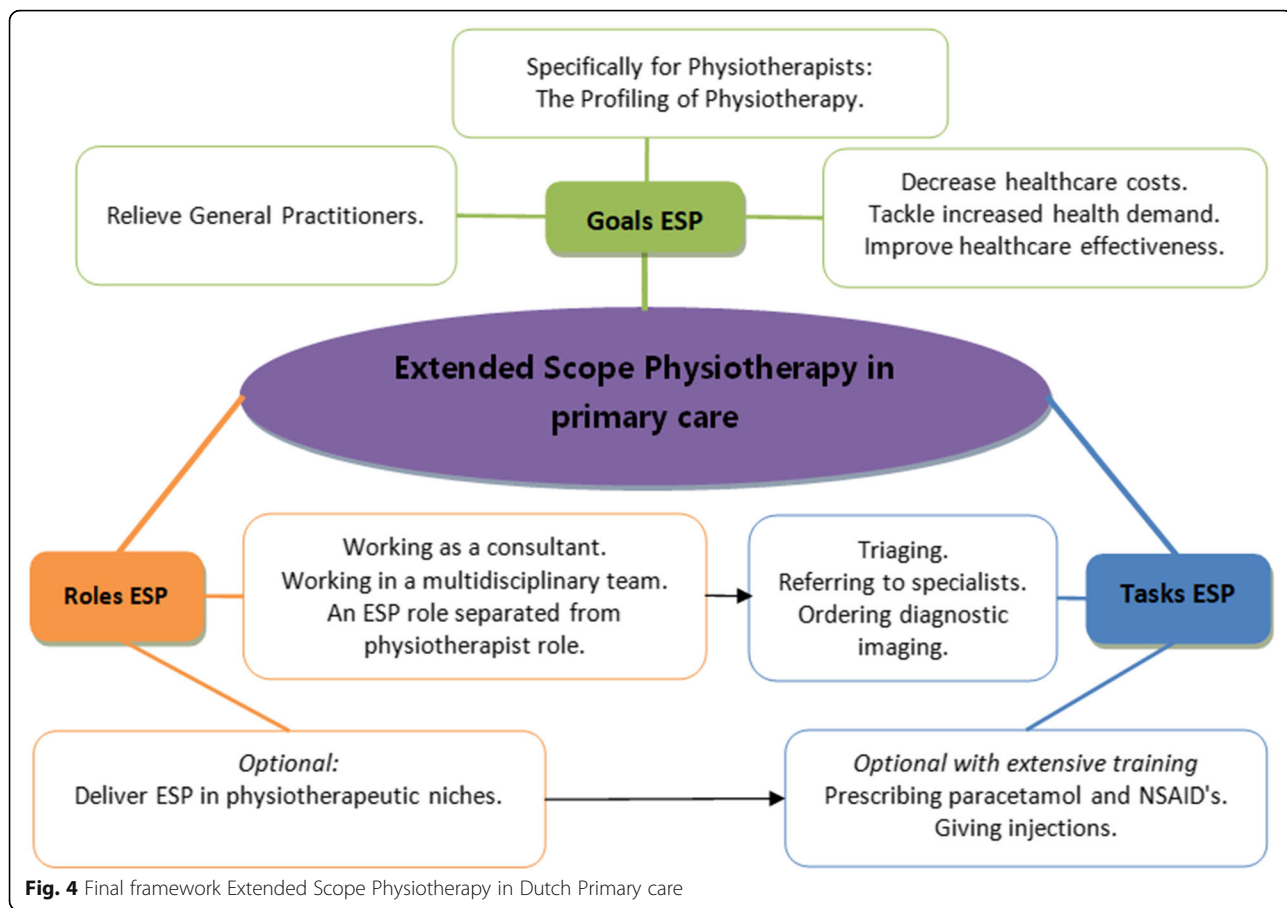 Specifically for Physiotherapists:
The Profiling of Physiotherapy.
Relieve General Practitioners.
Goals ESP
Decrease healthcare costs.
Tackle increased health demand.
Improve healthcare effectiveness.
Extended Scope Physiotherapy in
primary care
Roles ESP
Working as a consultant.
Working in a multidisciplinary team.
An ESP role separated from
physiotherapist role.
Triaging.
Referring to specialists.
Ordering diagnostic
imaging.
Tasks ESP
Optional:
Deliver ESP in physiotherapeutic niches.
Optional with extensive training
Prescribing paracetamol and NSAID's.
Giving injections.
Fig. 4 Final framework Extended Scope Physiotherapy in Dutch Primary care